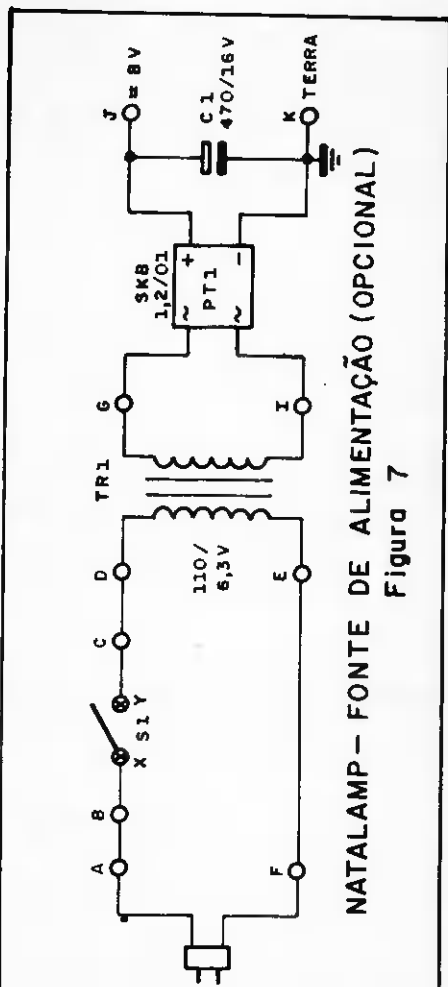 A
B
X S1 Y
C
D
TR1
G
SKB
1,2/01
~ +
PT1
~ -
J = 8V
C1
470/16V
K TERRA
110/
6,3V
F
E
I
NATALAMP — FONTE DE ALIMENTAÇÃO (OPCIONAL)
Figura 7